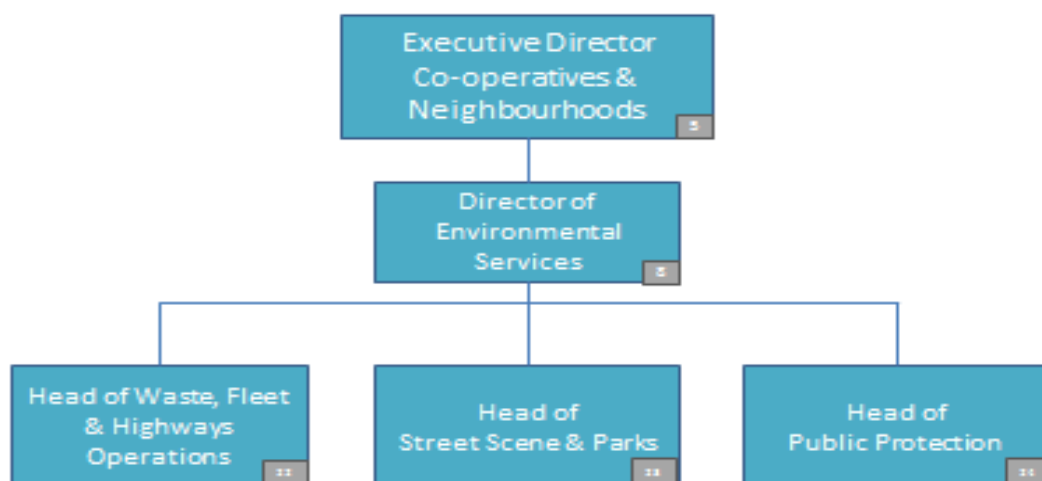 Executive Director
Co-operatives &
Neighbourhoods
Director of
Environmental
Services
Head of Waste, Fleet
& Highways
Operations
Head of
Street Scene & Parks
Head of
Public Protection